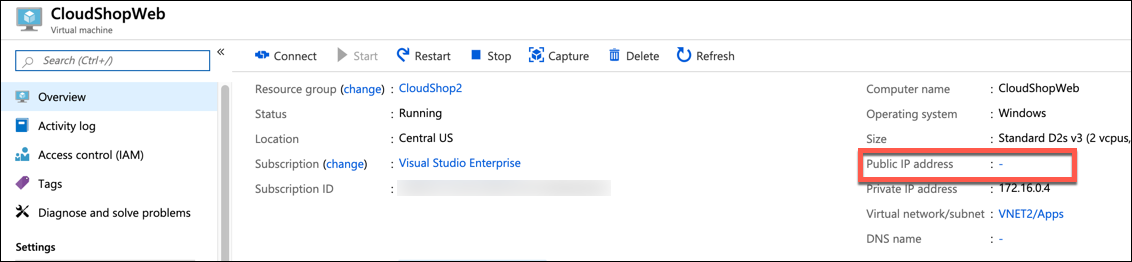 CloudShopWeb
Virtual machine
Search (Ctrl+/)
«
Overview
Activity log
Access control (IAM)
Tags
Diagnose and solve problems
Settings
Connect Start Restart Stop Capture Delete Refresh
Resource group (change) : CloudShop2
Status : Running
Location : Central US
Subscription (change) : Visual Studio Enterprise
Subscription ID :
Computer name : CloudShopWeb
Operating system : Windows
Size : Standard D2s v3 (2 vcpus,
Public IP address : -
Private IP address : 172.16.0.4
Virtual network/subnet : VNET2/Apps
DNS name : -